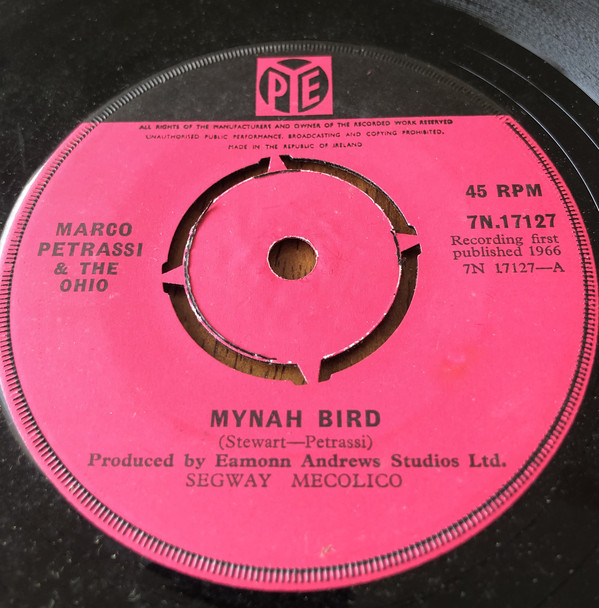 PYE
ALL RIGHTS OF THE MANUFACTURERS AND OWNER OF THE RECORDED WORK RESERVED
UNAUTHORISED PUBLIC PERFORMANCE, BROADCASTING AND COPYING PROHIBITED.
MADE IN THE REPUBLIC OF IRELAND
MARCO
PETRASSI
& THE
OHIO
45 RPM
7N.17127
Recording first
published 1966
7N 17127—A
MYNAH BIRD
(Stewart—Petrassi)
Produced by Eamonn Andrews Studios Ltd.
SEGWAY MECOLICO